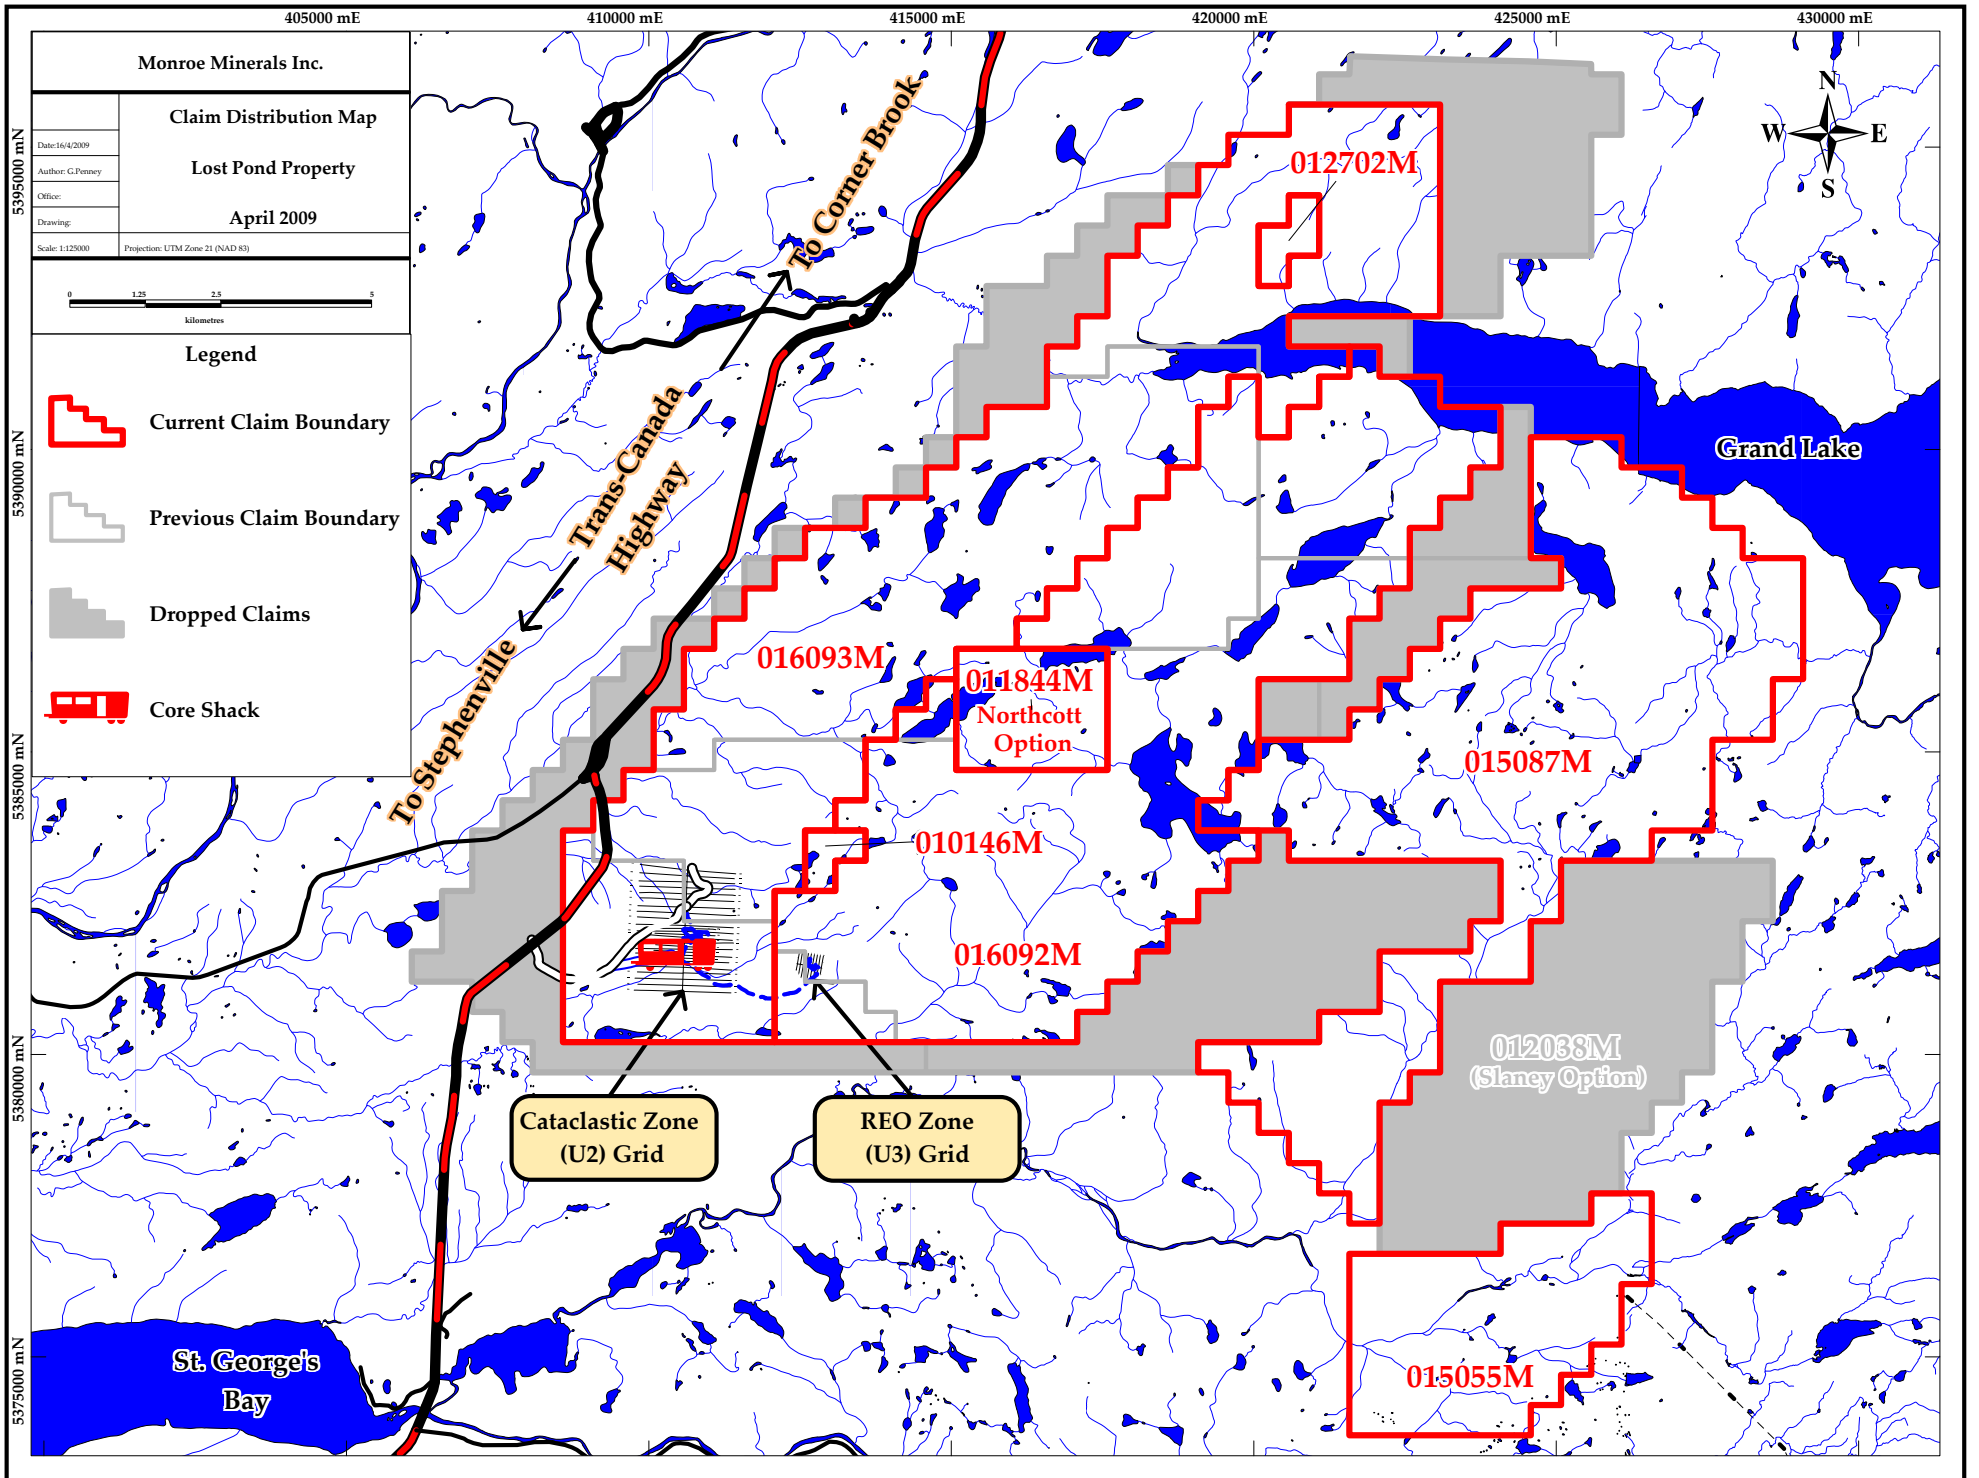 405000 mE
410000 mE
415000 mE
420000 mE
425000 mE
430000 mE
Monroe Minerals Inc.
Claim Distribution Map
Date:16/4/2009
Author: G.Penney
Lost Pond Property
Office:
Drawing:
April 2009
Scale: 1:125000
Projection: UTM Zone 21 (NAD 83)
0
1.25
2.5
5
kilometres
Legend
Current Claim Boundary
Previous Claim Boundary
Dropped Claims
Core Shack
5395000 mN
5390000 mN
5385000 mN
5380000 mN
5375000 mN
N
W
E
S
To Corner Brook
Trans-Canada
Highway
To Stephenville
012702M
Grand Lake
016093M
011844M
Northcott
Option
015087M
010146M
016092M
012038M
(Slaney Option)
Cataclastic Zone
(U2) Grid
REO Zone
(U3) Grid
St. George's
Bay
015055M